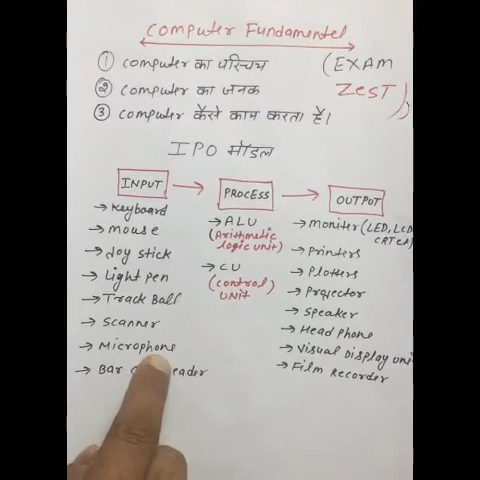 Computer Fundamentel
① Computer का परिचय
(EXAM ZEST)
② Computer का जनक
③ Computer कैसे काम करता है।
IPO मॉडल
INPUT → PROCESS → OUTPUT
→ Keyboard
→ mouse
→ Joy stick
→ Light pen
→ Track Ball
→ Scanner
→ Microphone
→ Bar
→ ALU
(Arithmetic
logic unit)
→ CU
(control)
UNIT
→ moniter (LED, LCD
CRT
→ Printers
→ Plotters
→ Projector
→ Speaker
→ Head phone
→ Visual Display uni
→ Film Recorder